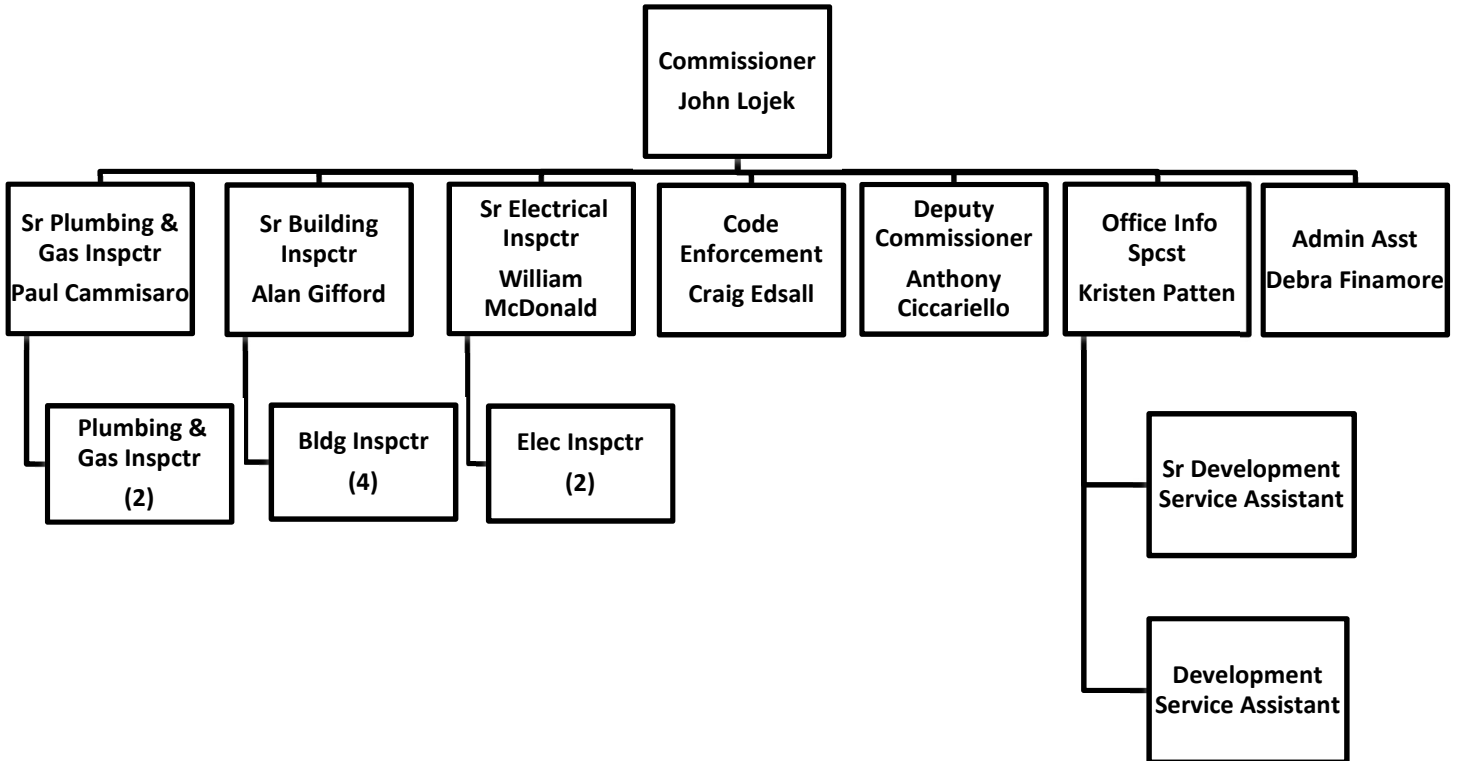 Commissioner
John Lojek
Sr Plumbing &
Gas Inspctr
Paul Cammisaro
Sr Building
Inspctr
Alan Gifford
Sr Electrical
Inspctr
William
McDonald
Code
Enforcement
Craig Edsall
Deputy
Commissioner
Anthony
Ciccariello
Office Info
Spcst
Kristen Patten
Admin Asst
Debra Finamore
Plumbing &
Gas Inspctr
(2)
Bldg Inspctr
(4)
Elec Inspctr
(2)
Sr Development
Service Assistant
Development
Service Assistant